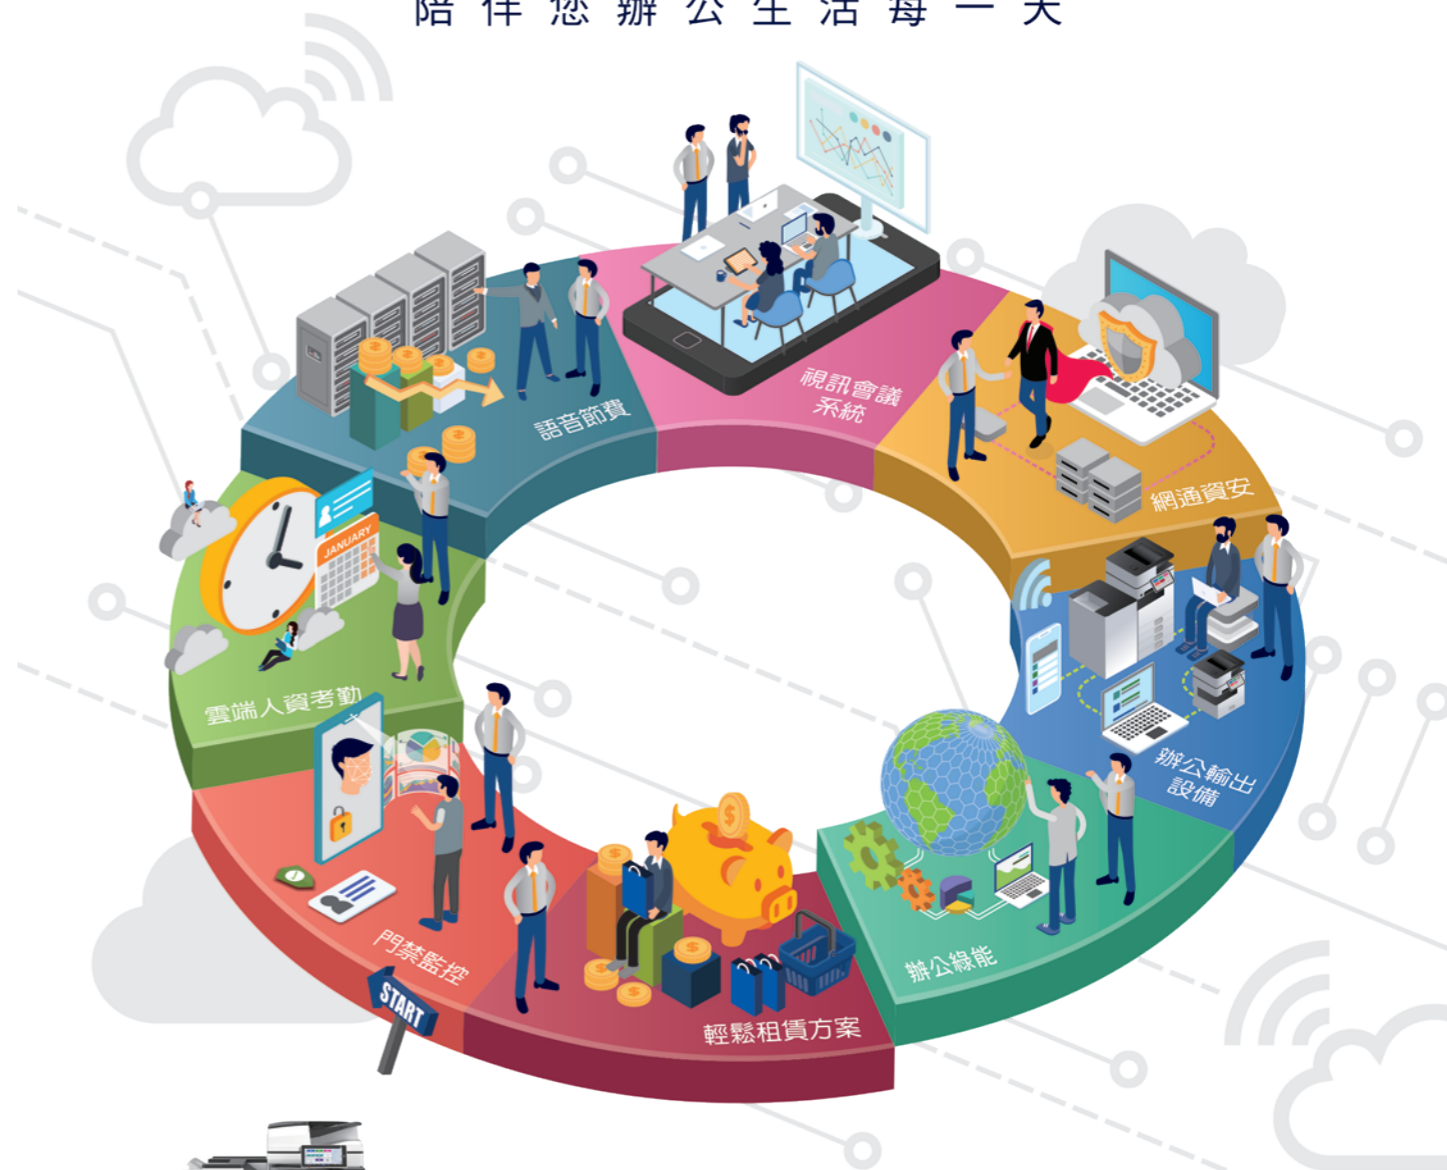 陪伴您辦公生活每一天
視訊會議
系統
語音節費
網通資安
JANUARY
雲端人資考勤
辦公輸出
設備
門禁監控
辦公綠能
START
輕鬆租賃方案